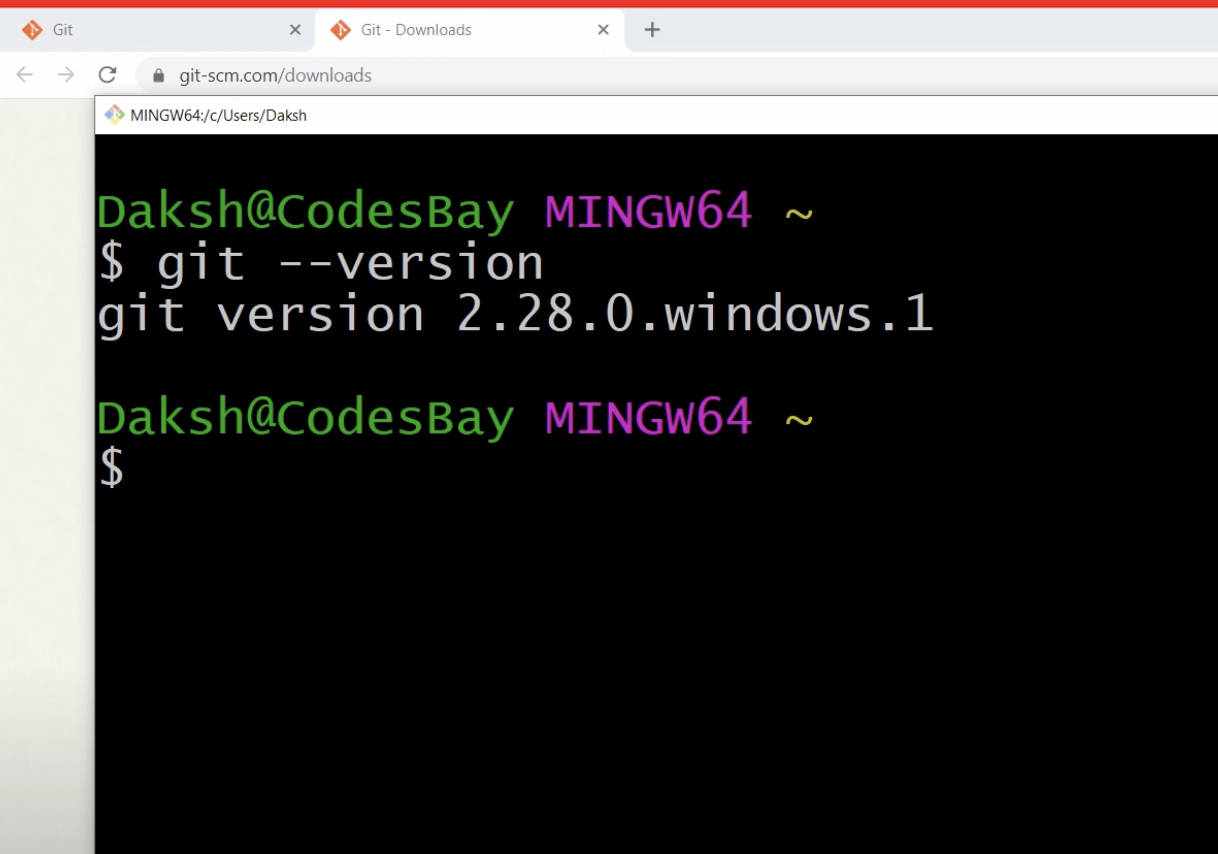 Git
Git - Downloads
git-scm.com/downloads
MINGW64:/c/Users/Daksh
Daksh@CodesBay MINGW64 ~
$ git --version
git version 2.28.0.windows.1
Daksh@CodesBay MINGW64 ~
$